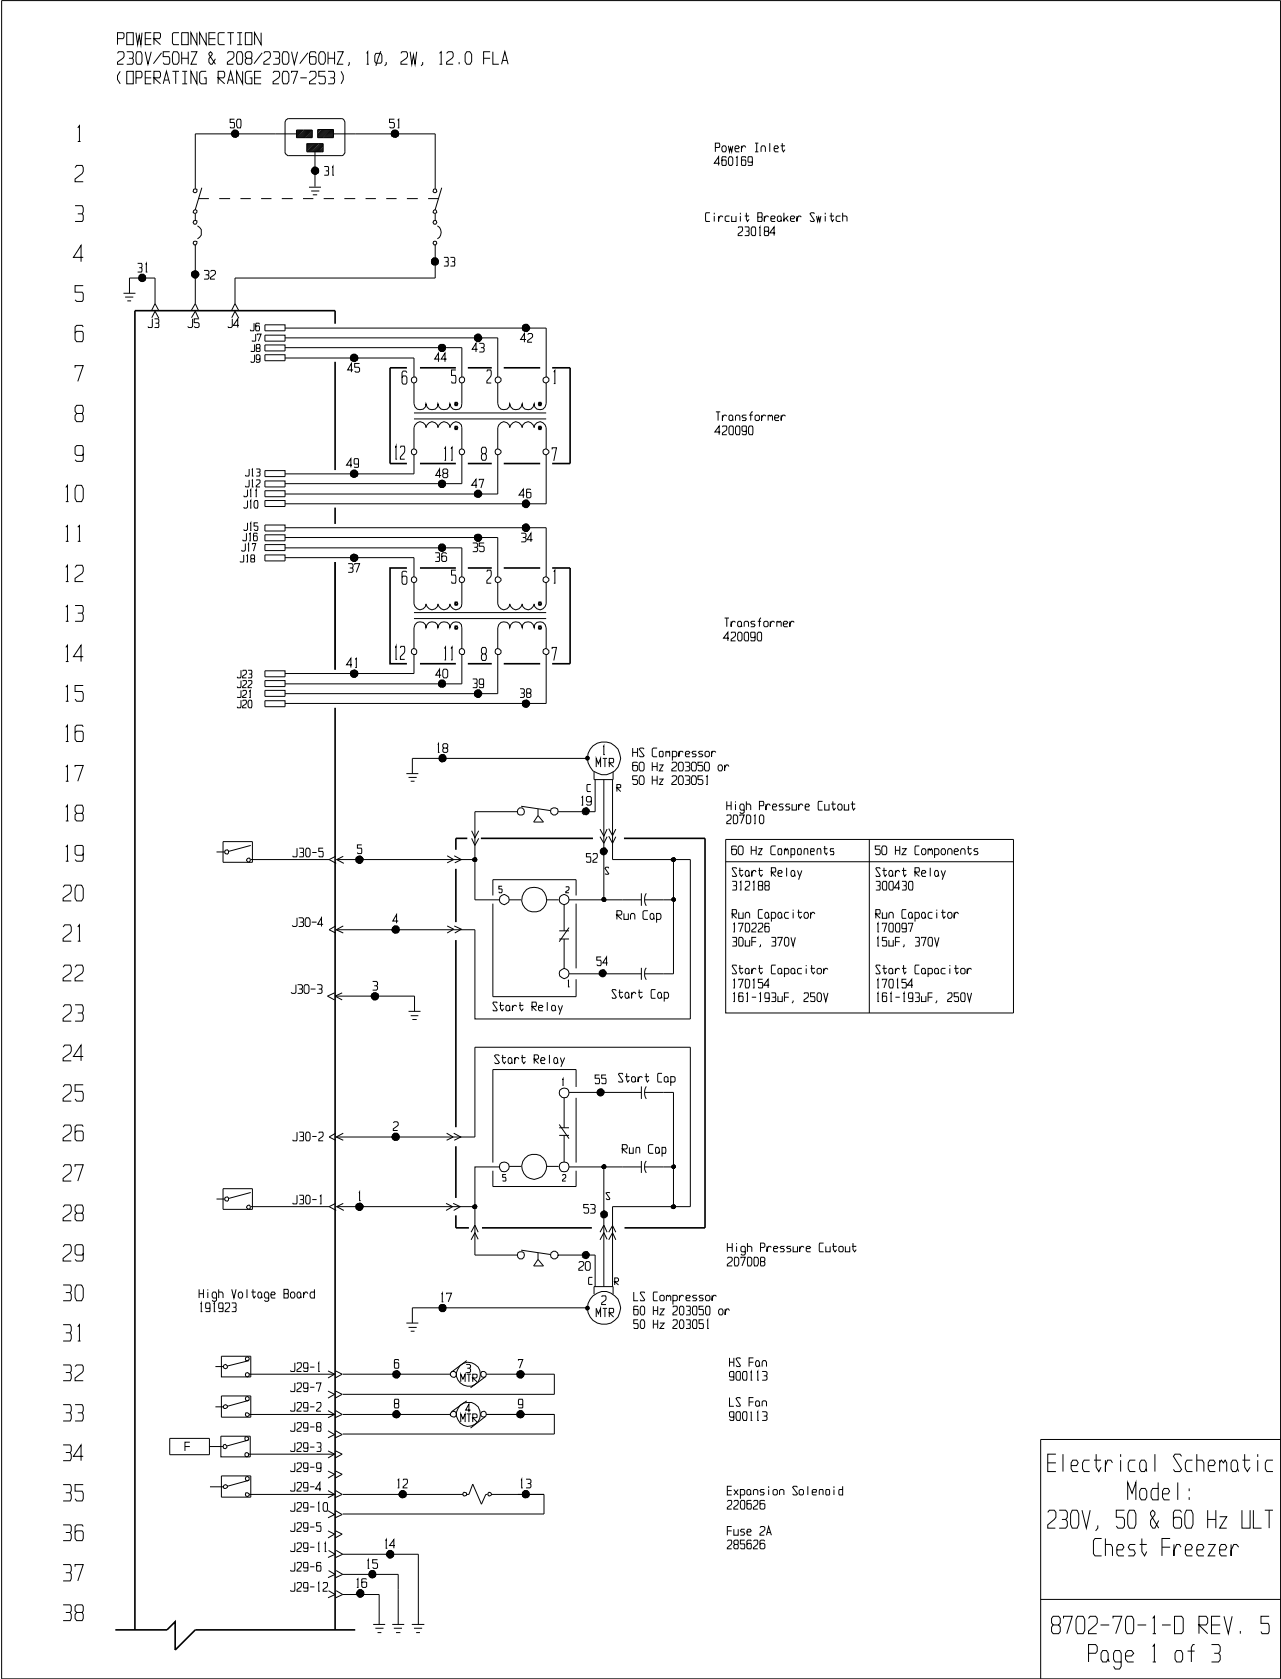 POWER CONNECTION
230V/50HZ & 208/230V/60HZ, 1Ø, 2W, 12.0 FLA
(OPERATING RANGE 207-253)
1
50
51
Power Inlet
460169
2
31
3
Circuit Breaker Switch
230184
4
31
32
33
5
J3
J5
J4
6
J6
J7
J8
J9
42
43
44
45
7
6
5
2
1
8
Transformer
420090
9
12
11
8
7
J13
J12
J11
J10
49
48
47
46
10
11
J15
J16
J17
J18
34
35
36
37
12
6
5
2
1
13
Transformer
420090
14
12
11
8
7
J23
J22
J21
J20
41
40
39
38
15
16
18
1
MTR
HS Compressor
60 Hz 203050 or
50 Hz 203051
17
C
R
19
18
High Pressure Cutout
207010
19
J30-5
5
52
S
60 Hz Components
50 Hz Components
Start Relay
312188
Start Relay
300430
20
5
2
Run Cap
21
J30-4
4
Run Capacitor
170226
30uF, 370V
Run Capacitor
170097
15uF, 370V
22
54
1
Start Cap
Start Capacitor
170154
161-193uF, 250V
Start Capacitor
170154
161-193uF, 250V
J30-3
3
23
Start Relay
24
Start Relay
25
1
55
Start Cap
26
J30-2
2
27
Run Cap
5
2
28
J30-1
1
S
53
29
20
High Pressure Cutout
207008
C
R
30
High Voltage Board
191923
17
2
MTR
LS Compressor
60 Hz 203050 or
50 Hz 203051
31
32
J29-1
6
3
MTR
7
HS Fan
900113
J29-7
33
J29-2
8
4
MTR
9
LS Fan
900113
J29-8
34
F
J29-3
J29-9
35
J29-4
12
13
Expansion Solenoid
220626
J29-10
36
J29-5
Fuse 2A
285626
J29-11
14
37
J29-6
15
J29-12
16
38
Electrical Schematic
Model:
230V, 50 & 60 Hz ULT
Chest Freezer
8702-70-1-D REV. 5
Page 1 of 3